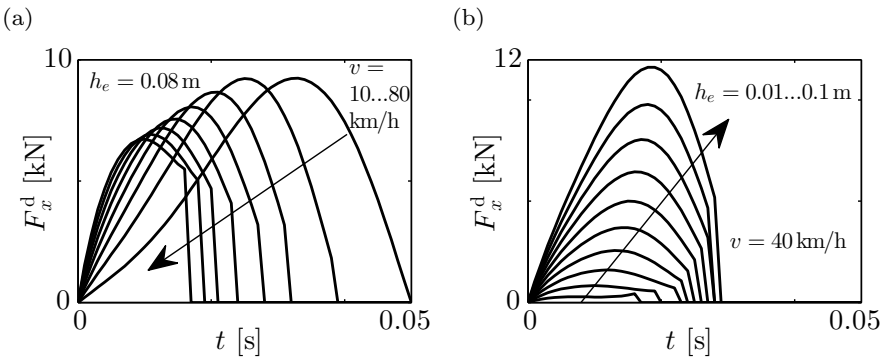 (a)
10
h_e = 0.08 m
v =
10...80
km/h
F_x^d [kN]
0
0
0.05
t [s]
(b)
12
h_e = 0.01...0.1 m
F_x^d [kN]
v = 40 km/h
0
0
0.05
t [s]